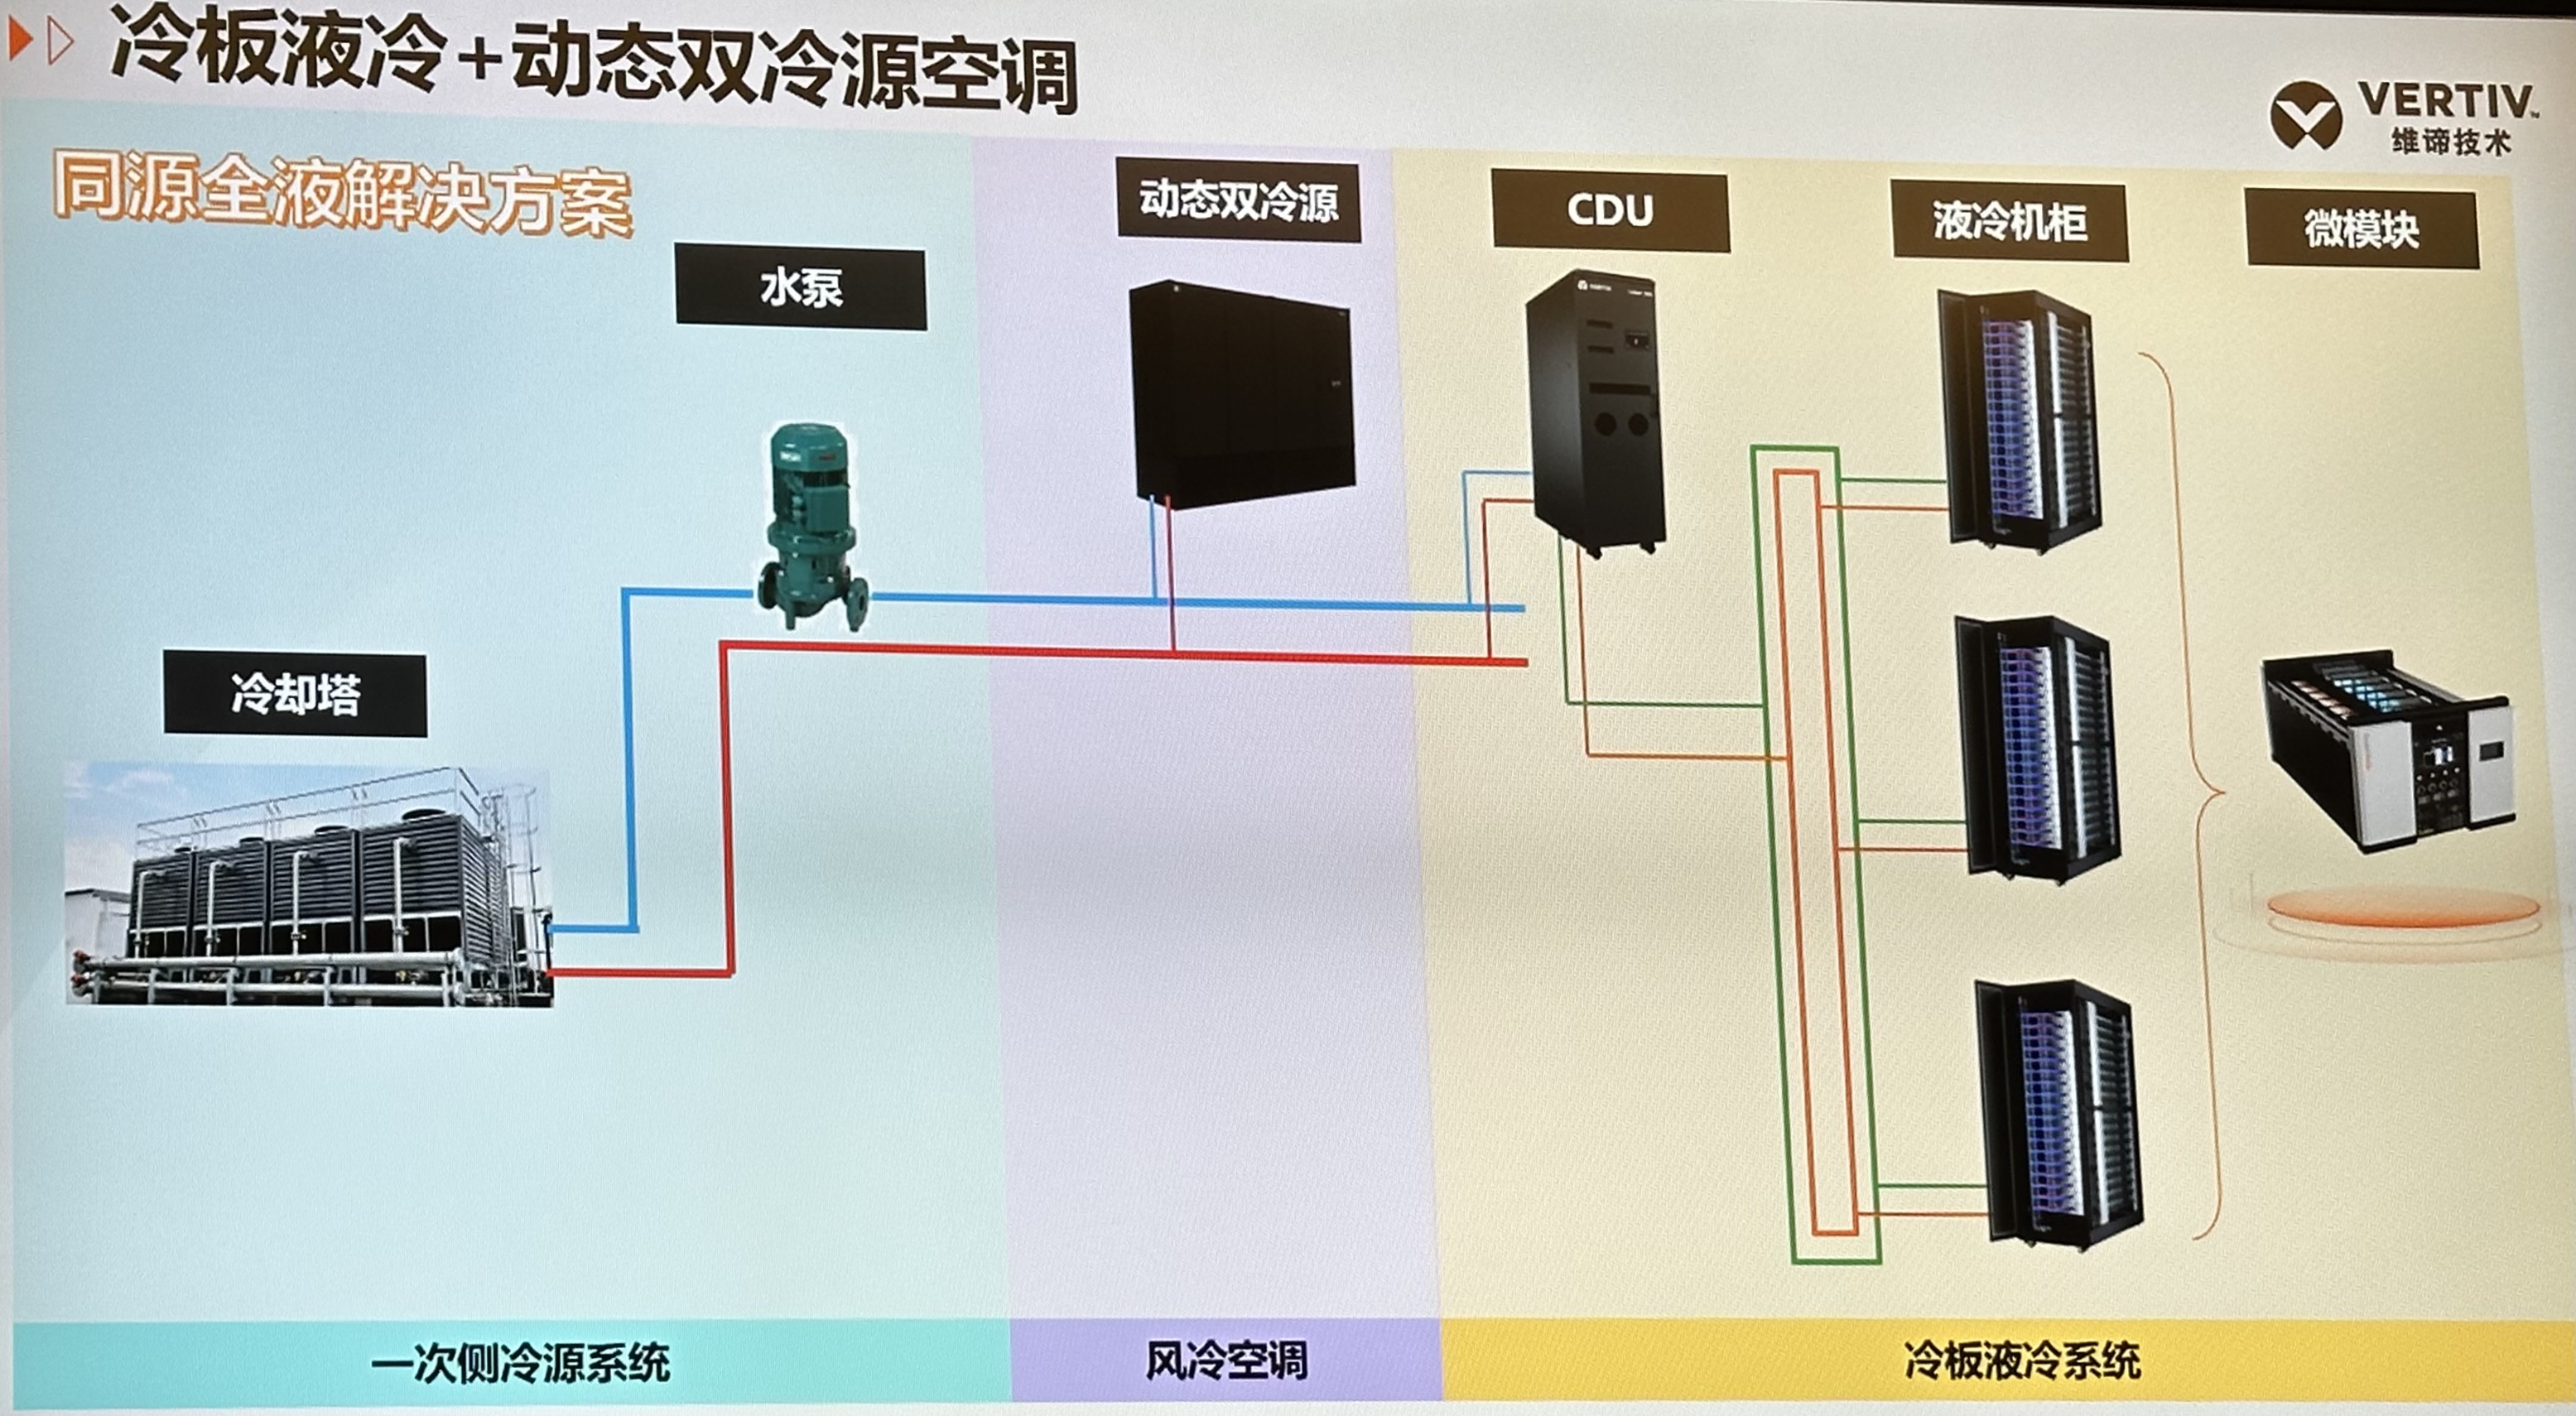 冷板液冷+动态双冷源空调
VERTIV
维谛技术
同源全液解决方案
水泵
动态双冷源
CDU
液冷机柜
微模块
冷却塔
一次侧冷源系统
风冷空调
冷板液冷系统